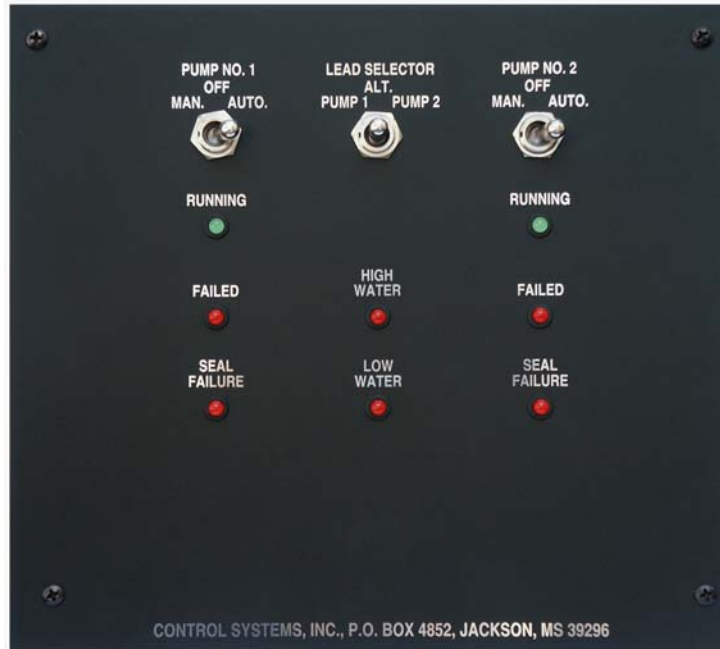 PUMP NO. 1
OFF
MAN. AUTO.
LEAD SELECTOR
ALT.
PUMP 1 PUMP 2
PUMP NO. 2
OFF
MAN. AUTO.
RUNNING
RUNNING
FAILED
HIGH
WATER
FAILED
SEAL
FAILURE
LOW
WATER
SEAL
FAILURE
CONTROL SYSTEMS, INC., P.O. BOX 4852, JACKSON, MS 39296